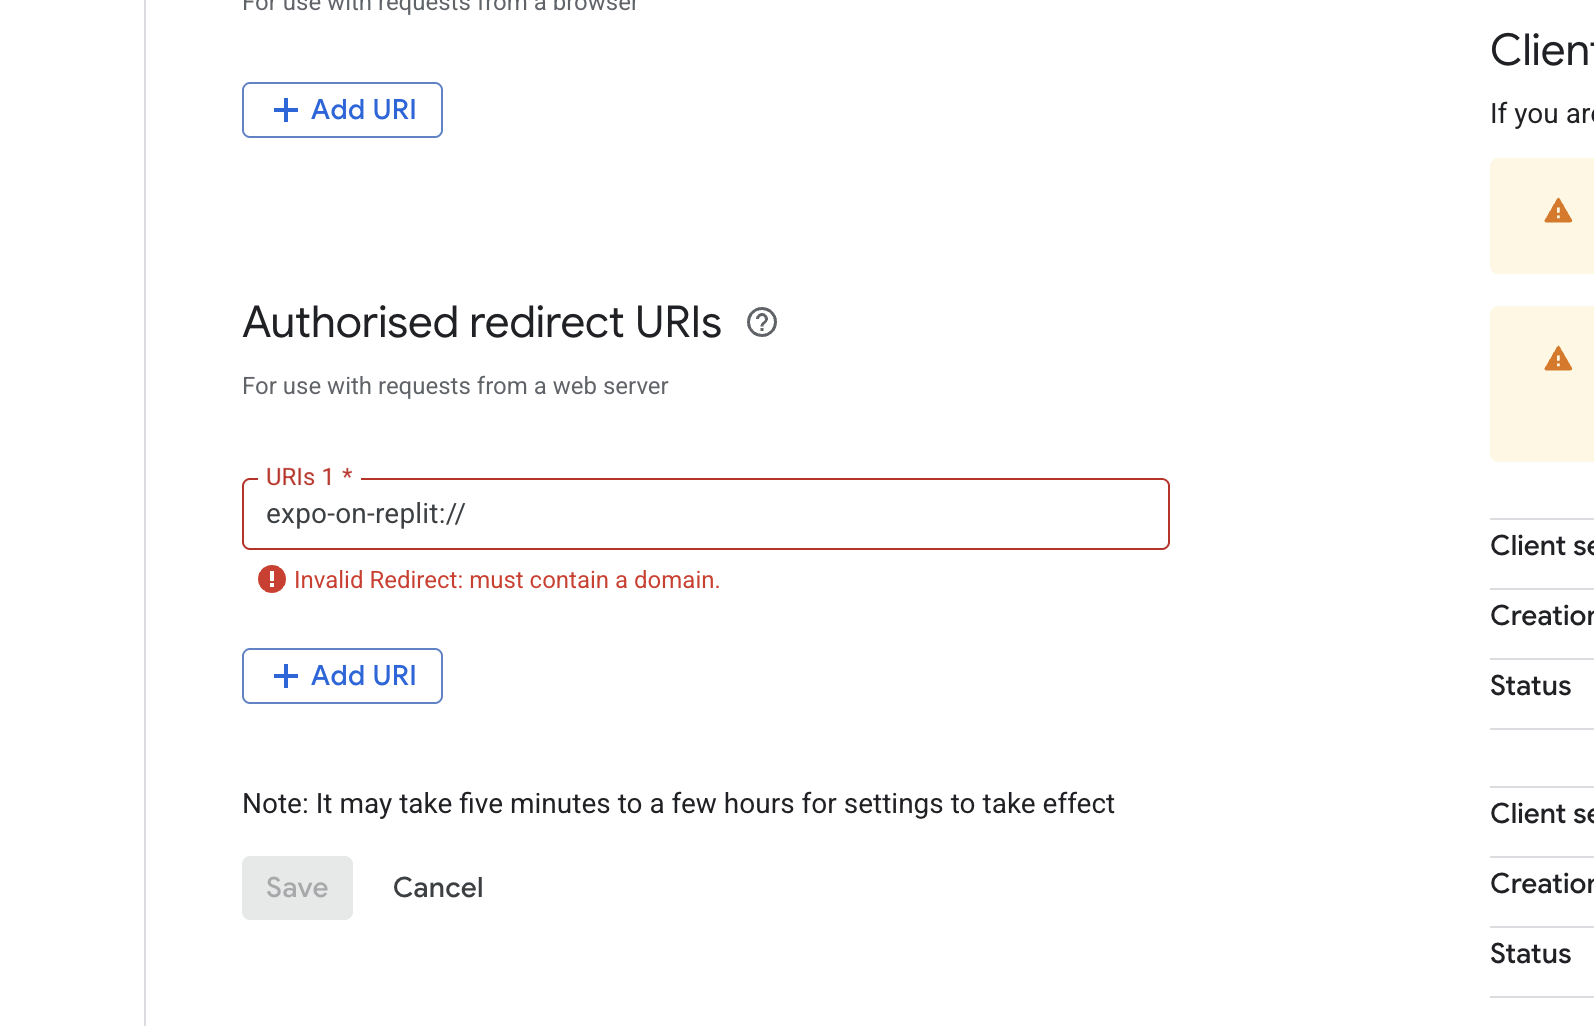 For use with requests from a browser
Add URI
Authorised redirect URIs
For use with requests from a web server
URIs 1 *
expo-on-replit://
Invalid Redirect: must contain a domain.
Add URI
Note: It may take five minutes to a few hours for settings to take effect
Save Cancel
Client
If you are
Client se
Creation
Status
Client se
Creation
Status